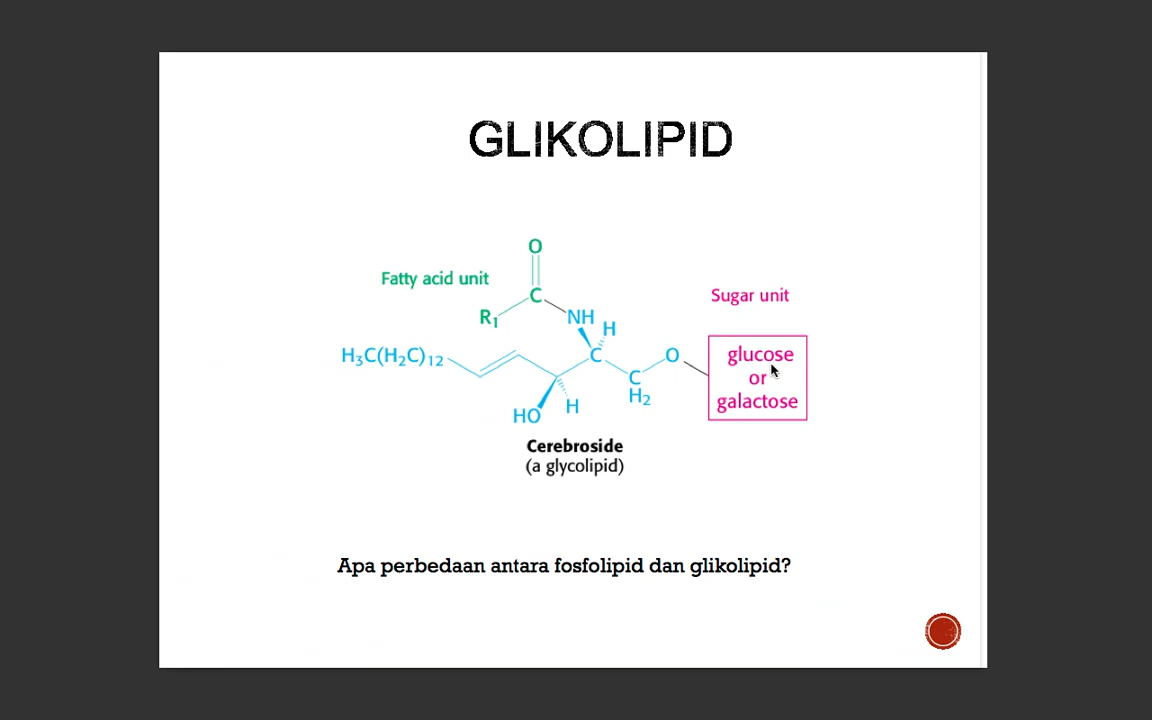 GLIKOLIPID
O
Fatty acid unit
C
Sugar unit
R₁
NH
H
H₃C(H₂C)₁₂
C
O
glucose
or
galactose
C
H₂
HO
H
Cerebroside
(a glycolipid)
Apa perbedaan antara fosfolipid dan glikolipid?